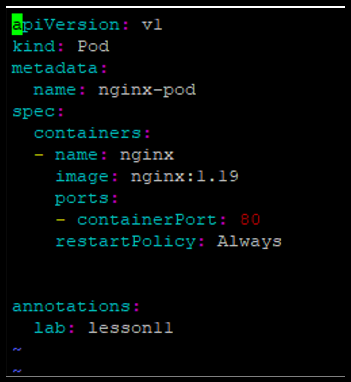 apiVersion: v1
kind: Pod
metadata:
  name: nginx-pod
spec:
  containers:
  - name: nginx
    image: nginx:1.19
    ports:
    - containerPort: 80
    restartPolicy: Always
annotations:
  lab: lesson11
~
~